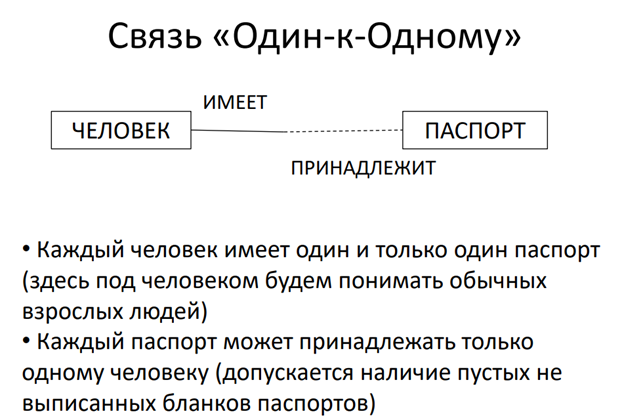 Связь «Один-к-Одному»
ИМЕЕТ
ЧЕЛОВЕК
ПАСПОРТ
ПРИНАДЛЕЖИТ
• Каждый человек имеет один и только один паспорт
(здесь под человеком будем понимать обычных
взрослых людей)
• Каждый паспорт может принадлежать только
одному человеку (допускается наличие пустых не
выписанных бланков паспортов)